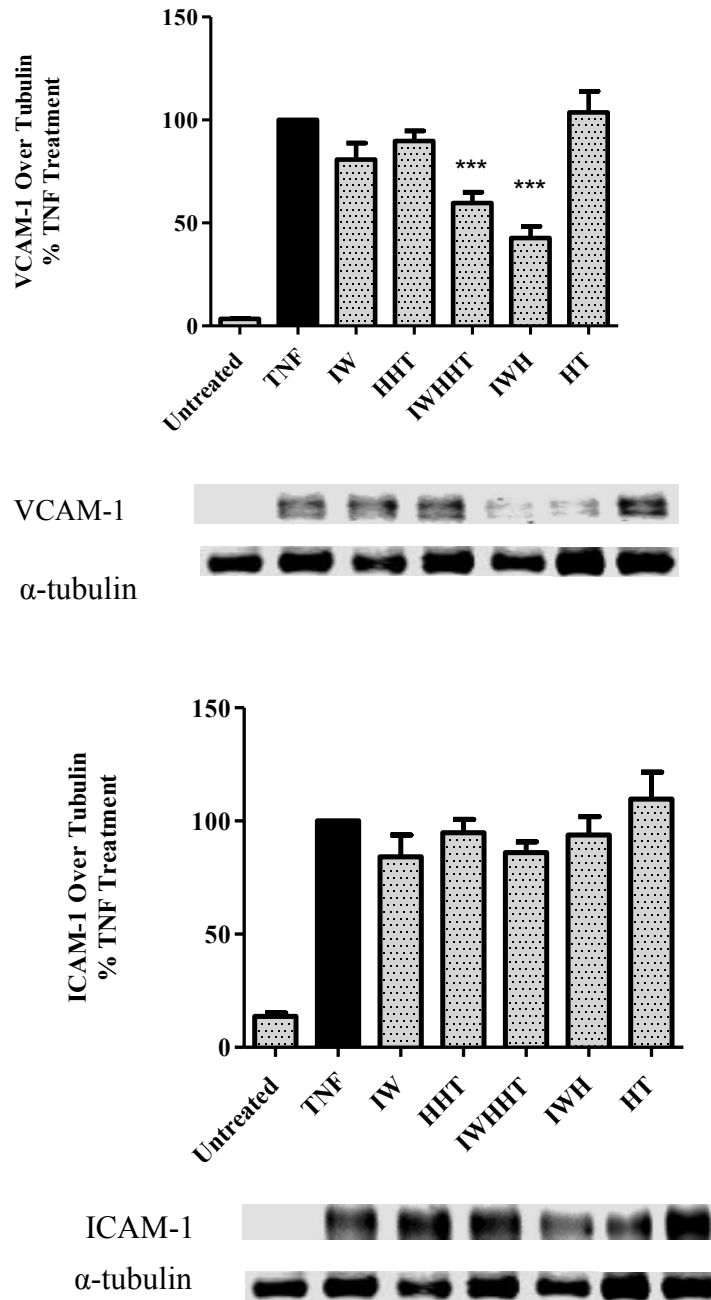 VCAM-1 Over Tubulin
% TNF Treatment
150
100
50
0
***
***
Untreated
TNF
IW
HHT
IWHHT
IWH
HT
VCAM-1
α-tubulin
ICAM-1 Over Tubulin
% TNF Treatment
150
100
50
0
Untreated
TNF
IW
HHT
IWHHT
IWH
HT
ICAM-1
α-tubulin